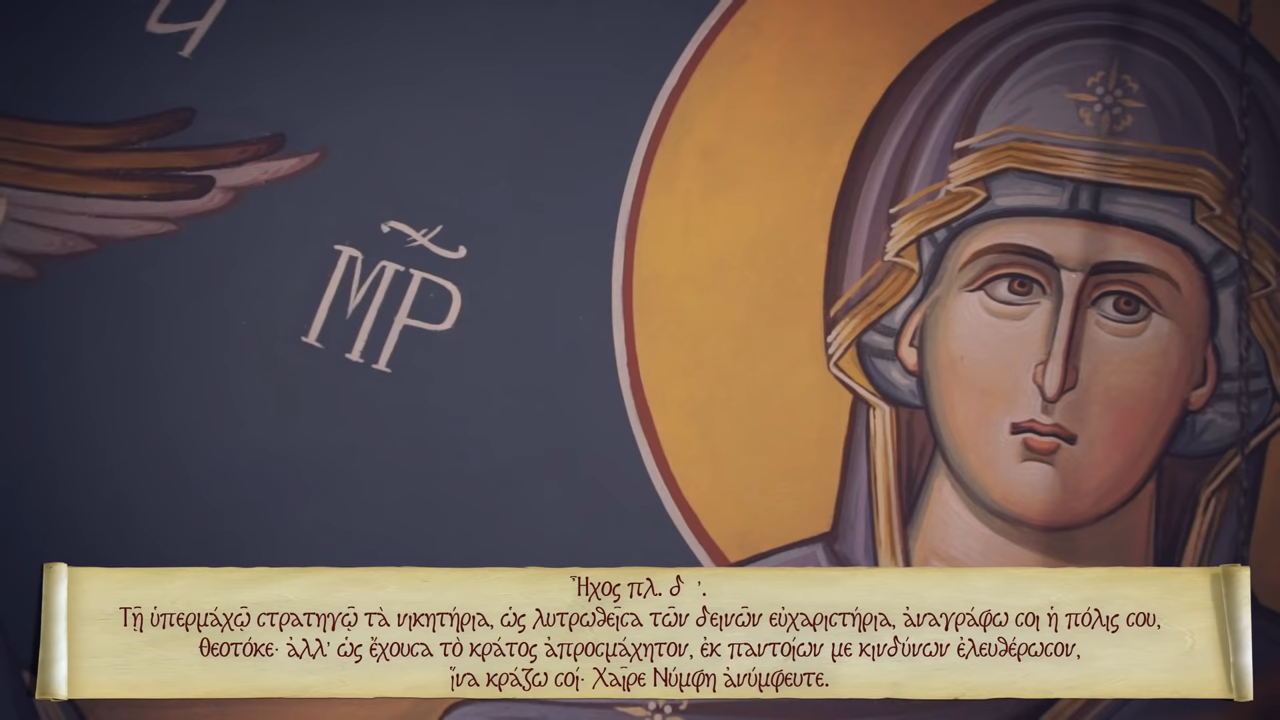 ΜΡ
Ἦχος πλ. δ ʼ.
Τῇ ὑπερμάχῳ στρατηγῷ τὰ νικητήρια, ὡς λυτρωθεῖσα τῶν δεινῶν εὐχαριστήρια, ἀναγράφω σοι ἡ πόλις σου,
θεοτόκε· ἀλλ' ὡς ἔχουσα τὸ κράτος ἀπροσμάχητον, ἐκ παντοίων με κινδύνων ἐλευθέρωσον,
ἵνα κράζω σοί· Χαῖρε Νύμφη ἀνύμφευτε.